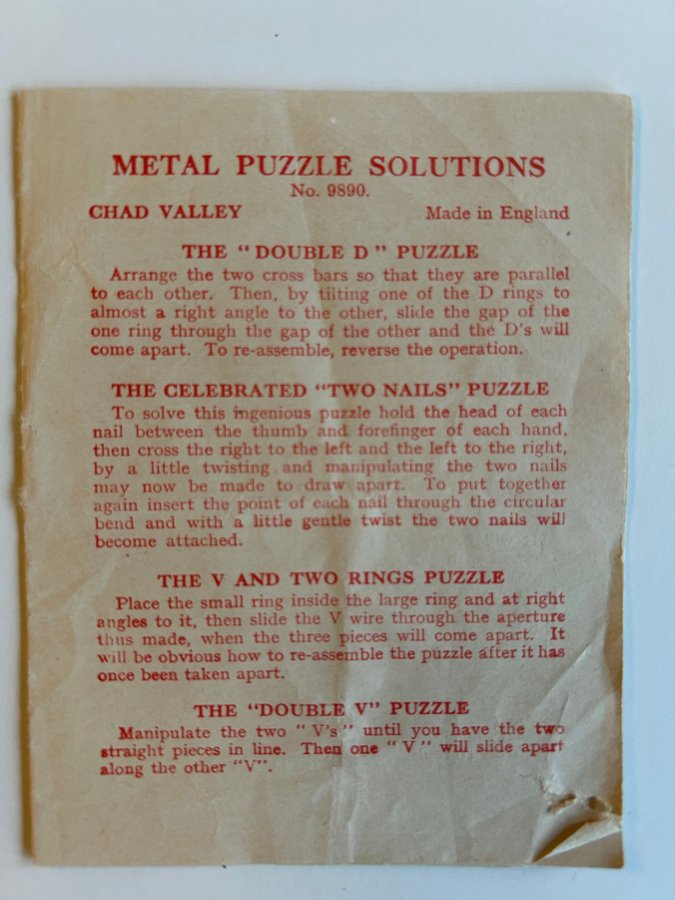 METAL PUZZLE SOLUTIONS
No. 9890.
CHAD VALLEY Made in England
THE "DOUBLE D" PUZZLE
Arrange the two cross bars so that they are parallel
to each other. Then, by tilting one of the D rings to
almost a right angle to the other, slide the gap of the
one ring through the gap of the other and the D's will
come apart. To re-assemble, reverse the operation.
THE CELEBRATED "TWO NAILS" PUZZLE
To solve this ingenious puzzle hold the head of each
nail between the thumb and forefinger of each hand,
then cross the right to the left and the left to the right,
by a little twisting and manipulating the two nails
may now be made to draw apart. To put together
again insert the point of each nail through the circular
bend and with a little gentle twist the two nails will
become attached.
THE V AND TWO RINGS PUZZLE
Place the small ring inside the large ring and at right
angles to it, then slide the V wire through the aperture
thus made, when the three pieces will come apart. It
will be obvious how to re-assemble the puzzle after it has
once been taken apart.
THE "DOUBLE V" PUZZLE
Manipulate the two "V's" until you have the two
straight pieces in line. Then one "V" will slide apart
along the other "V".